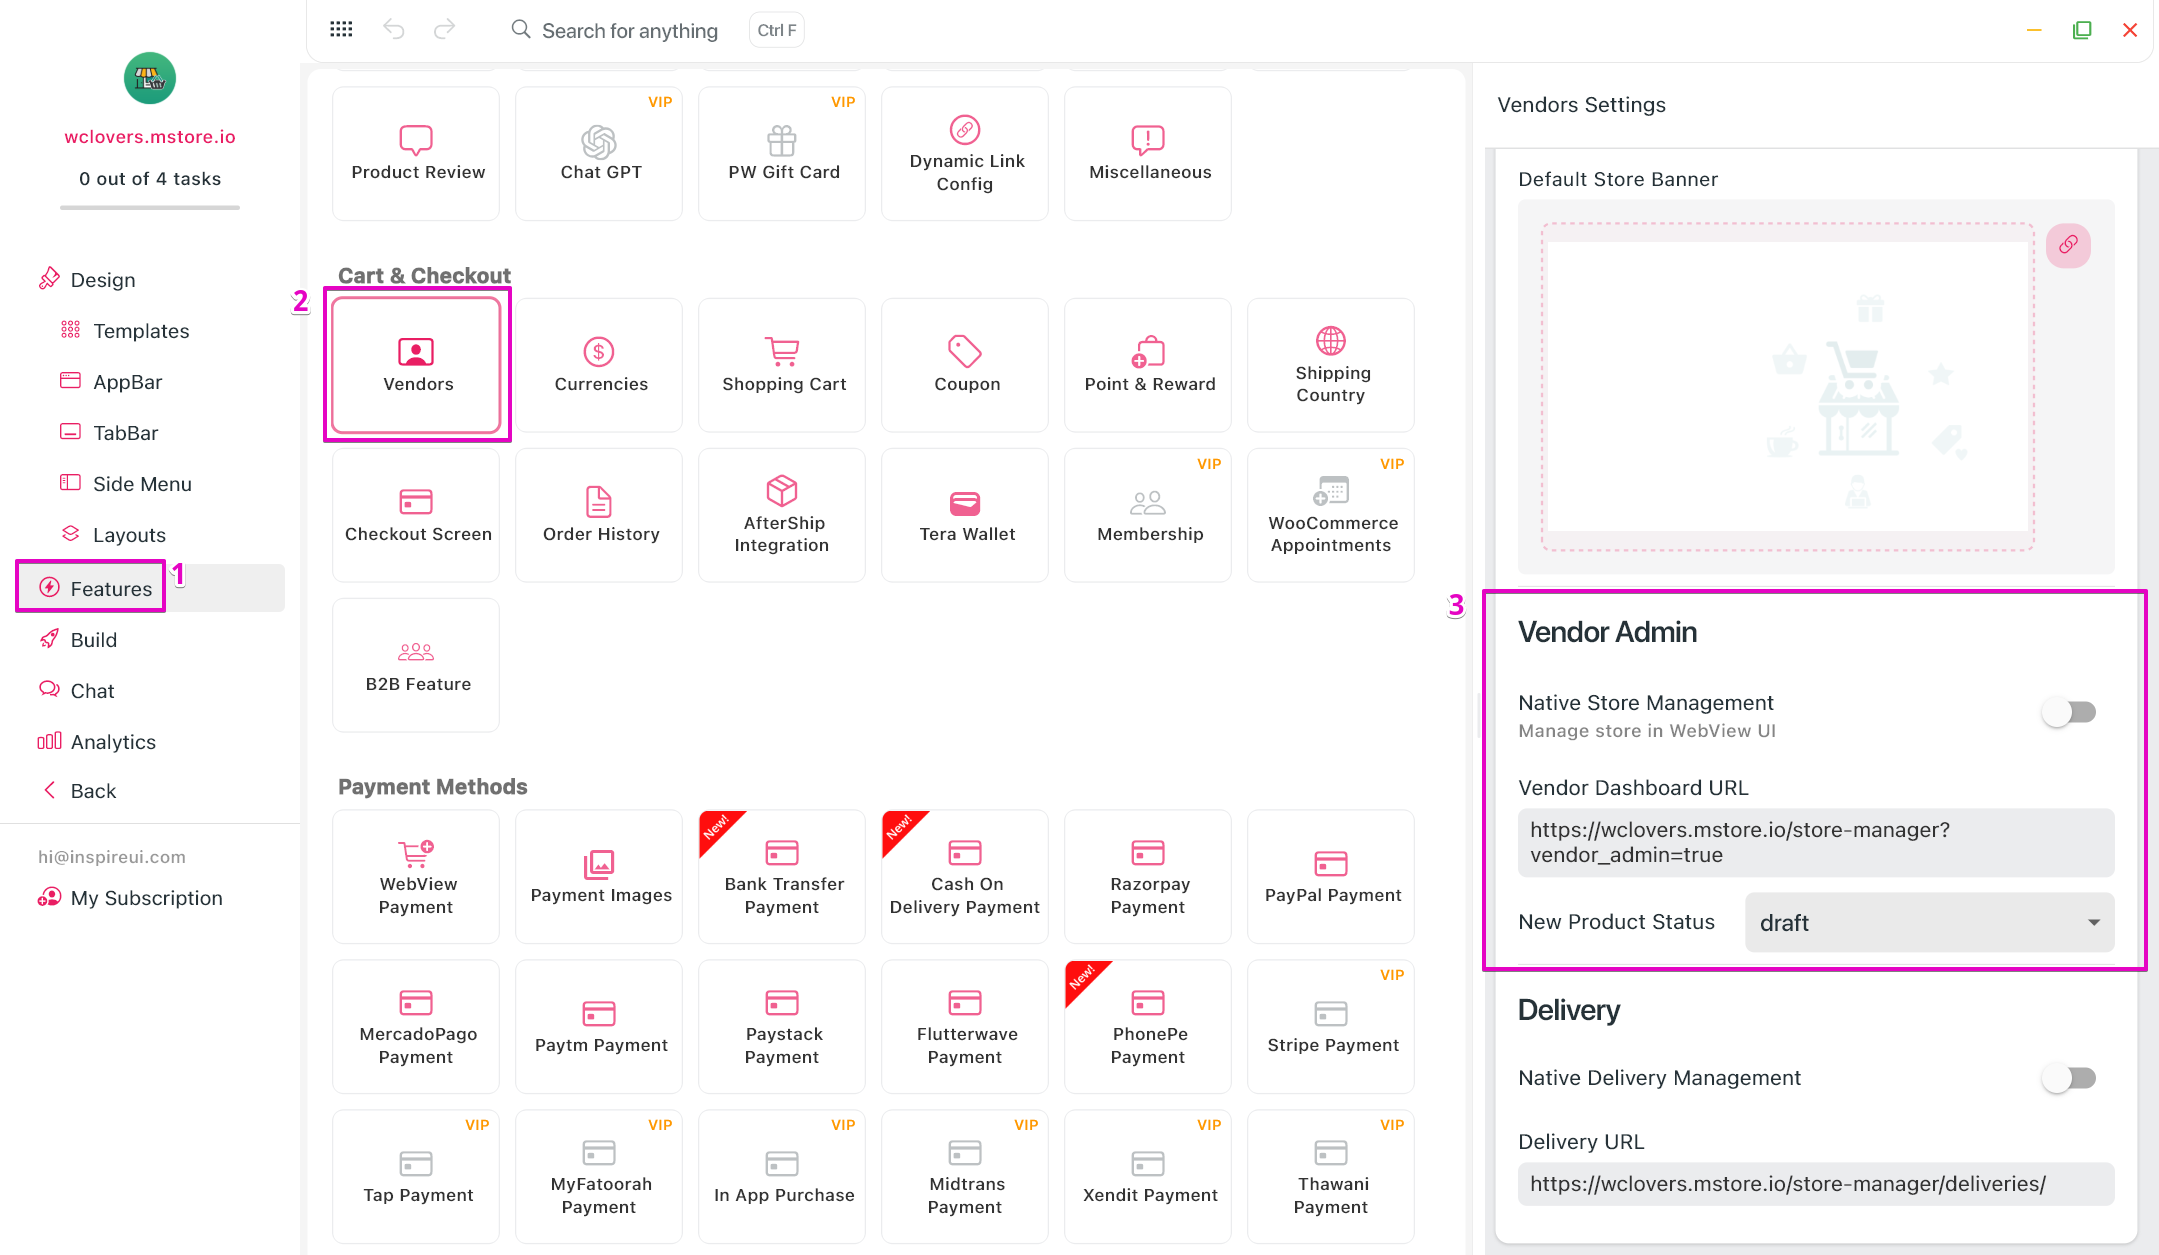 Search for anything
Ctrl F
wclovers.mstore.io
0 out of 4 tasks
Design
Templates
AppBar
TabBar
Side Menu
Layouts
Features
1
Build
Chat
Analytics
Back
hi@inspireui.com
My Subscription
Product Review
VIP
Chat GPT
VIP
PW Gift Card
Dynamic Link
Config
Miscellaneous
Cart & Checkout
2
Vendors
Currencies
Shopping Cart
Coupon
Point & Reward
Shipping
Country
Checkout Screen
Order History
AfterShip
Integration
Tera Wallet
VIP
Membership
VIP
WooCommerce
Appointments
B2B Feature
Payment Methods
WebView
Payment
Payment Images
New!
Bank Transfer
Payment
New!
Cash On
Delivery Payment
Razorpay
Payment
PayPal Payment
MercadoPago
Payment
Paytm Payment
Paystack
Payment
Flutterwave
Payment
New!
PhonePe
Payment
VIP
Stripe Payment
VIP
Tap Payment
VIP
MyFatoorah
Payment
VIP
In App Purchase
VIP
Midtrans
Payment
VIP
Xendit Payment
VIP
Thawani
Payment
Vendors Settings
Default Store Banner
3
Vendor Admin
Native Store Management
Manage store in WebView UI
Vendor Dashboard URL
https://wclovers.mstore.io/store-manager?
vendor_admin=true
New Product Status
draft
Delivery
Native Delivery Management
Delivery URL
https://wclovers.mstore.io/store-manager/deliveries/